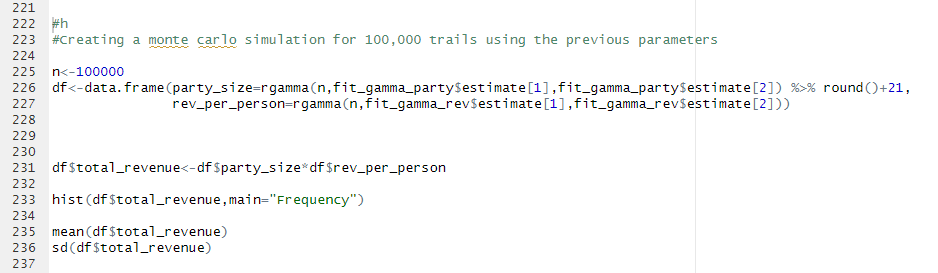 221
222 #h
223 #Creating a monte carlo simulation for 100,000 trails using the previous parameters
224
225 n<-100000
226 df<-data.frame(party_size=rgamma(n,fit_gamma_party$estimate[1],fit_gamma_party$estimate[2]) %>% round()+21,
227 rev_per_person=rgamma(n,fit_gamma_rev$estimate[1],fit_gamma_rev$estimate[2]))
228
229
230
231 df$total_revenue<-df$party_size*df$rev_per_person
232
233 hist(df$total_revenue,main="Frequency")
234
235 mean(df$total_revenue)
236 sd(df$total_revenue)
237